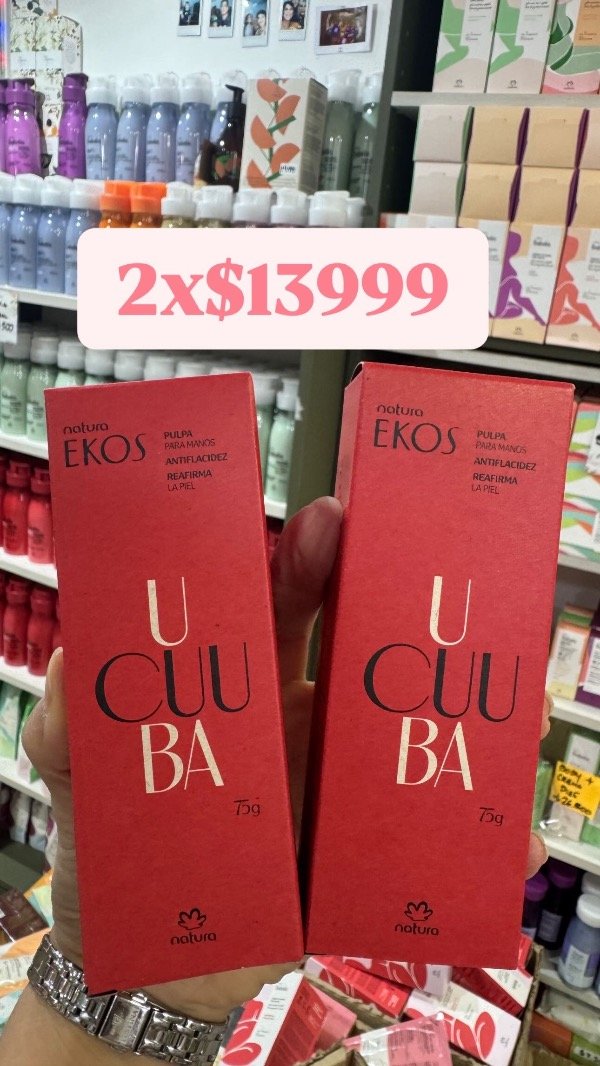 2x$13999
natura
EKOS
PULPA
PARA MANOS
ANTIFLACIDEZ
REAFIRMA
LA PIEL
U
CUU
BA
75g
natura
natura
EKOS
PULPA
PARA MANOS
ANTIFLACIDEZ
REAFIRMA
LA PIEL
U
CUU
BA
75g
natura